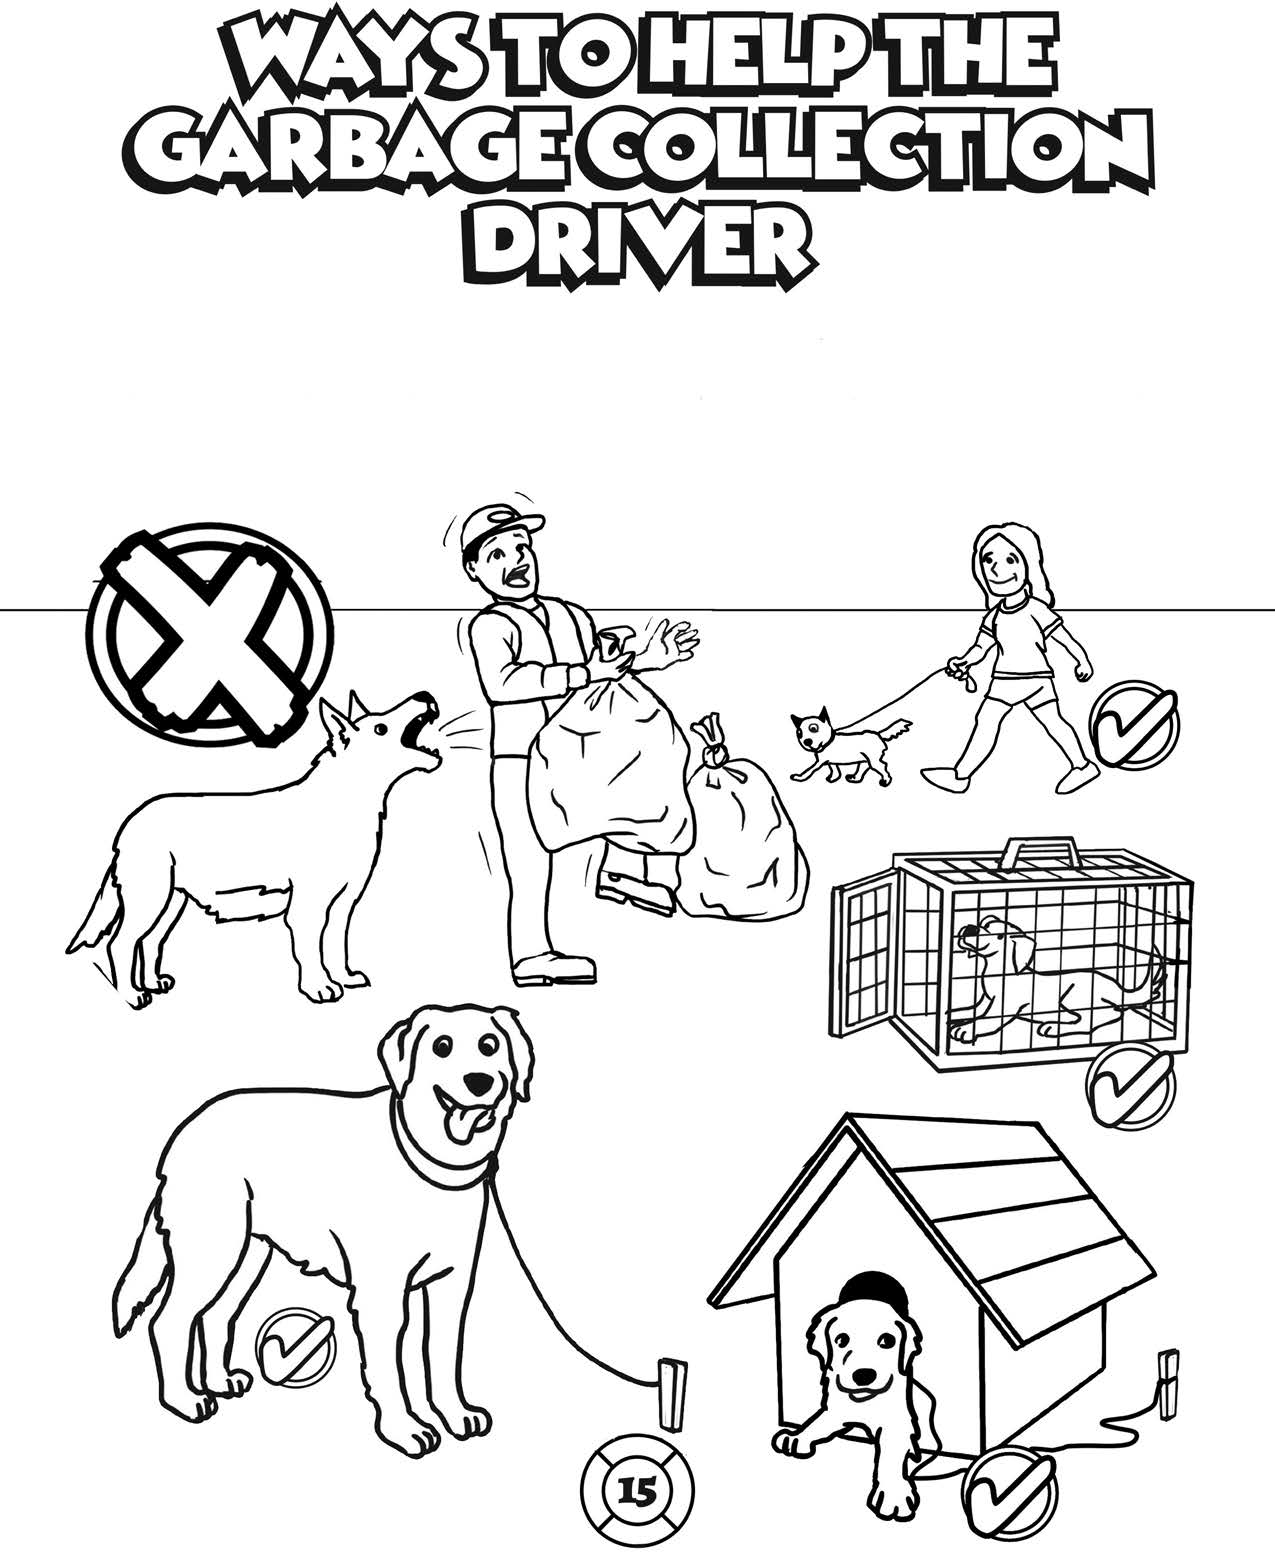 WAYS TO HELP THE
GARBAGE COLLECTION
DRIVER
15